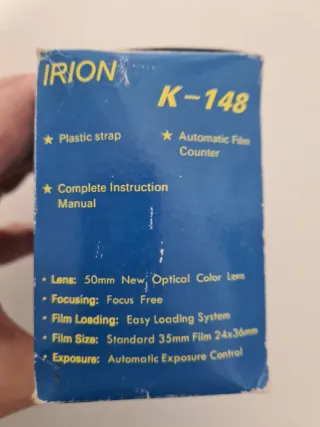 IRION
K-148
★ Plastic strap
★ Automatic Film
Counter
★ Complete Instruction
Manual
• Lens: 50mm New Optical Color Lens
• Focusing: Focus Free
• Film Loading: Easy Loading System
• Film Size: Standard 35mm Film 24x36mm
• Exposure: Automatic Exposure Control